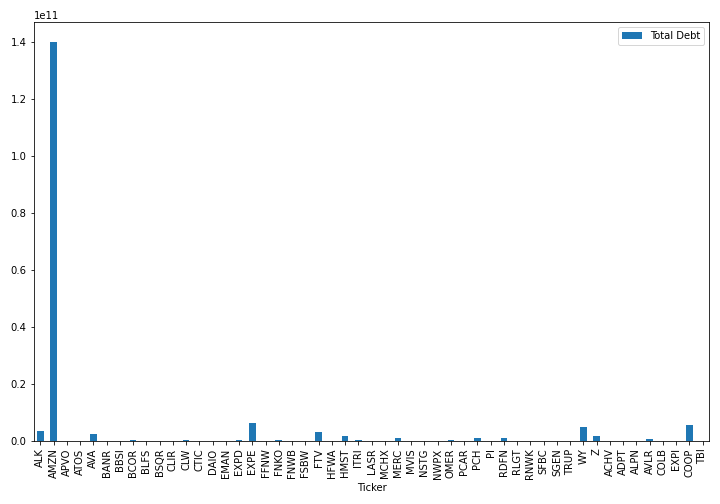 1e11
Total Debt
1.4
1.2
1.0
0.8
0.6
0.4
0.2
0.0
ALK AMZN APVO ATOS AVA BANR BBSI BCOR BLFS BSQR CLIR CLW CTIC DAIO EMAN EXPD EXPE FFNW FNKO FNWB FSBW FTV HFWA HMST ITRI LASR MCHX MERC MVIS NSTG NWPX OMER PCAR PCH PI RDFN RLGT RNWK SFBC SGEN TRUP WY Z ACHV ADPT ALPN AVLR COLB EXPI COOP TBI
Ticker